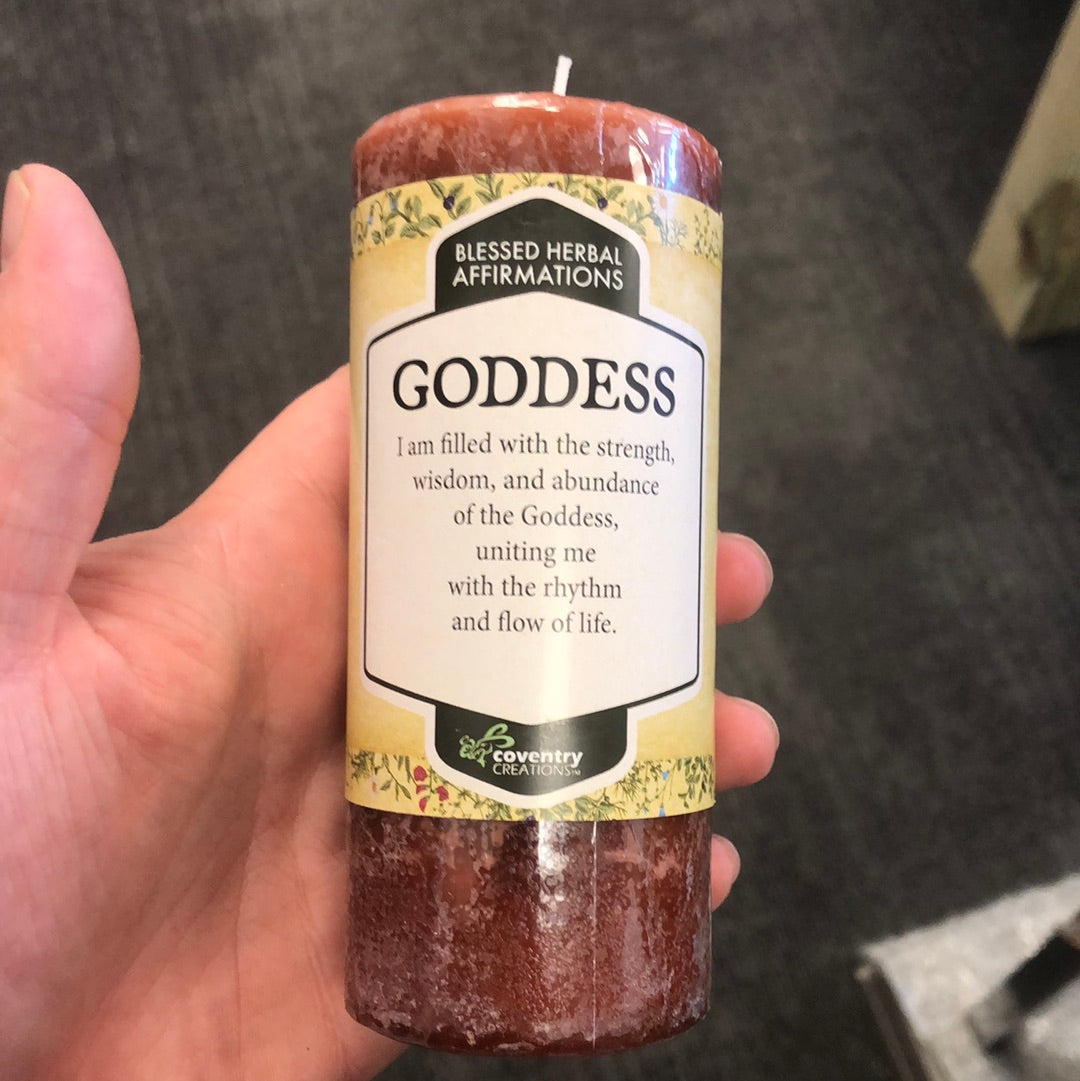 BLESSED HERBAL
AFFIRMATIONS
GODDESS
I am filled with the strength,
wisdom, and abundance
of the Goddess,
uniting me
with the rhythm
and flow of life.
coventry
CREATIONS™